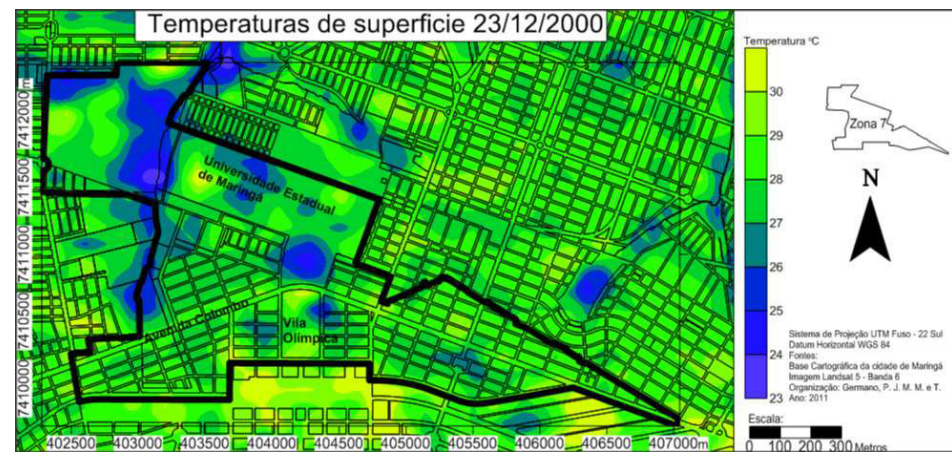 Temperaturas de superficie 23/12/2000
Temperatura ºC
30
29
28
27
26
25
24
23
Zona 7
N
Universidade Estadual
de Maringá
Vila
Olímpica
7412000 m
7411500
7411000
7410500
7410000
402500
403000
403500
404000
404500
405000
405500
406000
406500
407000m
Sistema de Projeção UTM Fuso - 22 Sul
Datum Horizontal WGS 84
Fontes:
Base Cartográfica da cidade de Maringá
Imagem Landsat 5 - Banda 6
Organização: Germano, P. J. M. M. e T.
Ano: 2011
Escala:
0 100 200 300 Metros